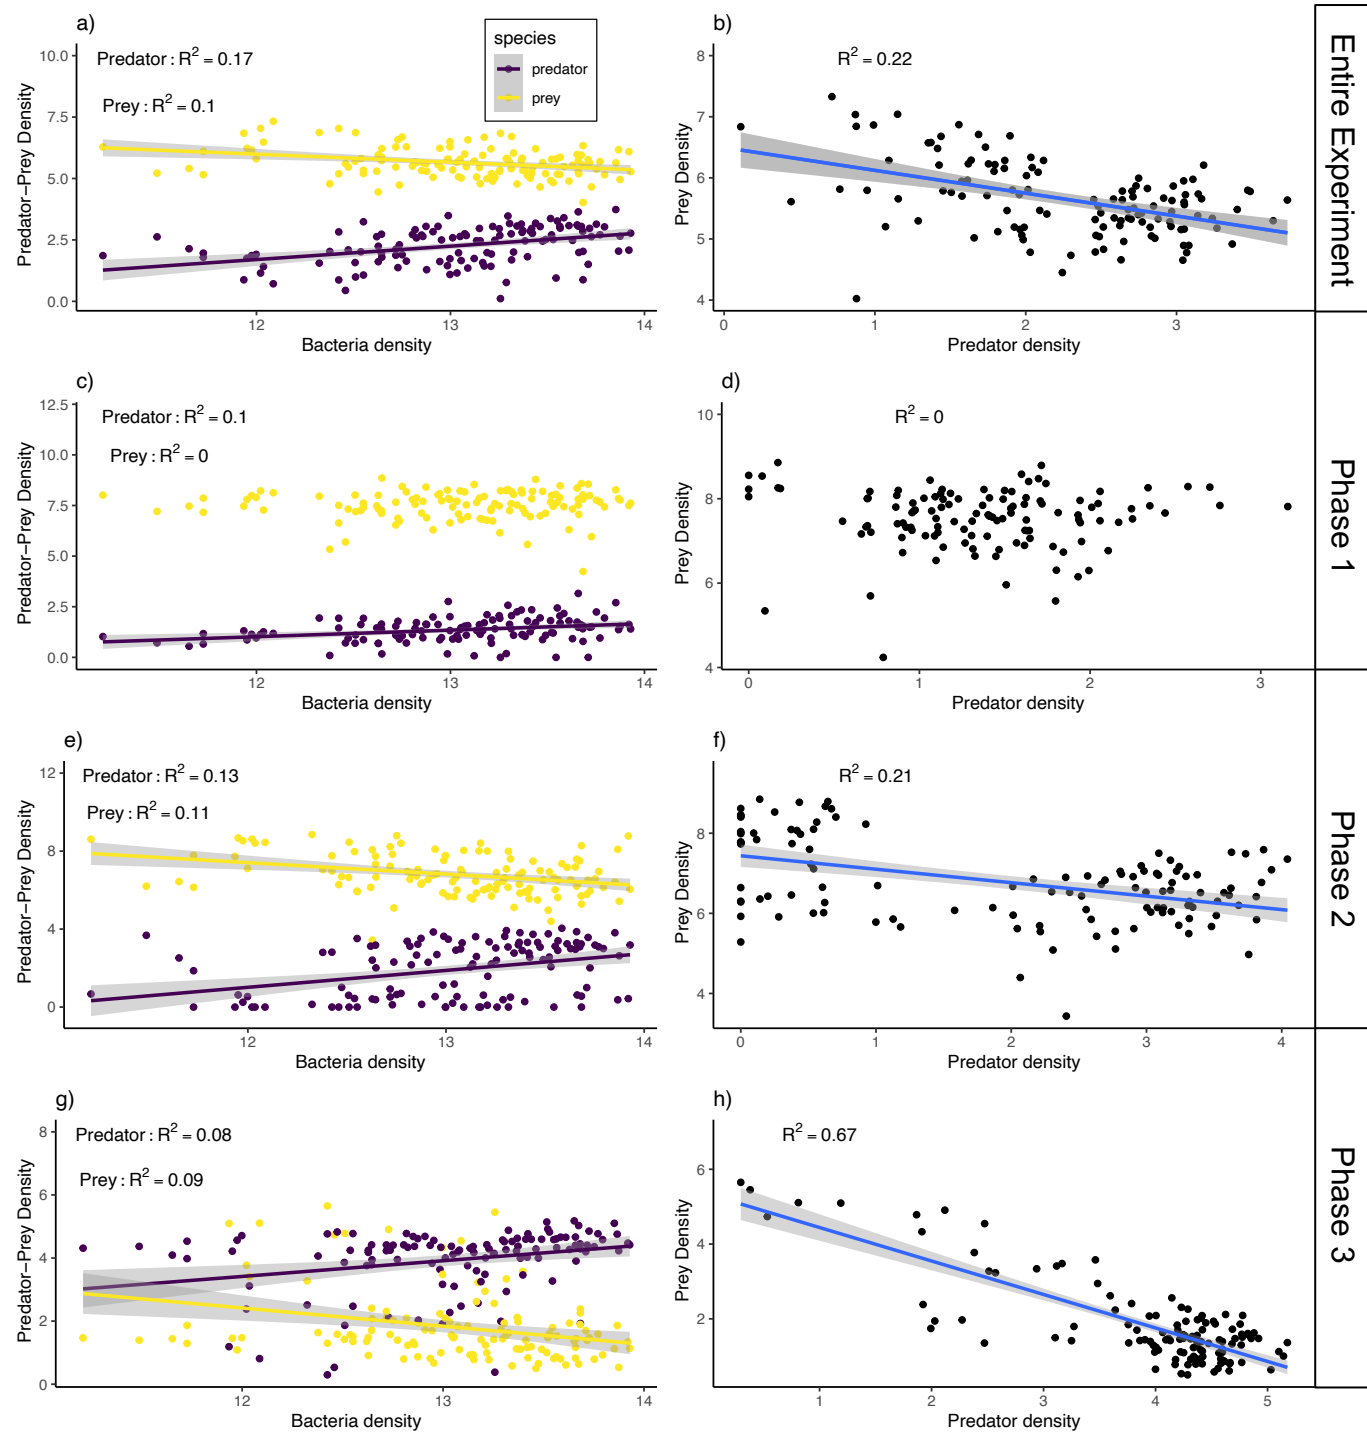 a)
species
predator
prey
Predator : R² = 0.17
Prey : R² = 0.1
Predator−Prey Density
10.0
7.5
5.0
2.5
0.0
12
13
14
Bacteria density
b)
R² = 0.22
Prey Density
8
7
6
5
4
0
1
2
3
Predator density
Entire Experiment
c)
Predator : R² = 0.1
Prey : R² = 0
Predator−Prey Density
12.5
10.0
7.5
5.0
2.5
0.0
12
13
14
Bacteria density
d)
R² = 0
Prey Density
10
8
6
4
0
1
2
3
Predator density
Phase 1
e)
Predator : R² = 0.13
Prey : R² = 0.11
Predator−Prey Density
12
8
4
0
12
13
14
Bacteria density
f)
R² = 0.21
Prey Density
8
6
4
0
1
2
3
4
Predator density
Phase 2
g)
Predator : R² = 0.08
Prey : R² = 0.09
Predator−Prey Density
8
6
4
2
0
12
13
14
Bacteria density
h)
R² = 0.67
Prey Density
6
4
2
1
2
3
4
5
Predator density
Phase 3